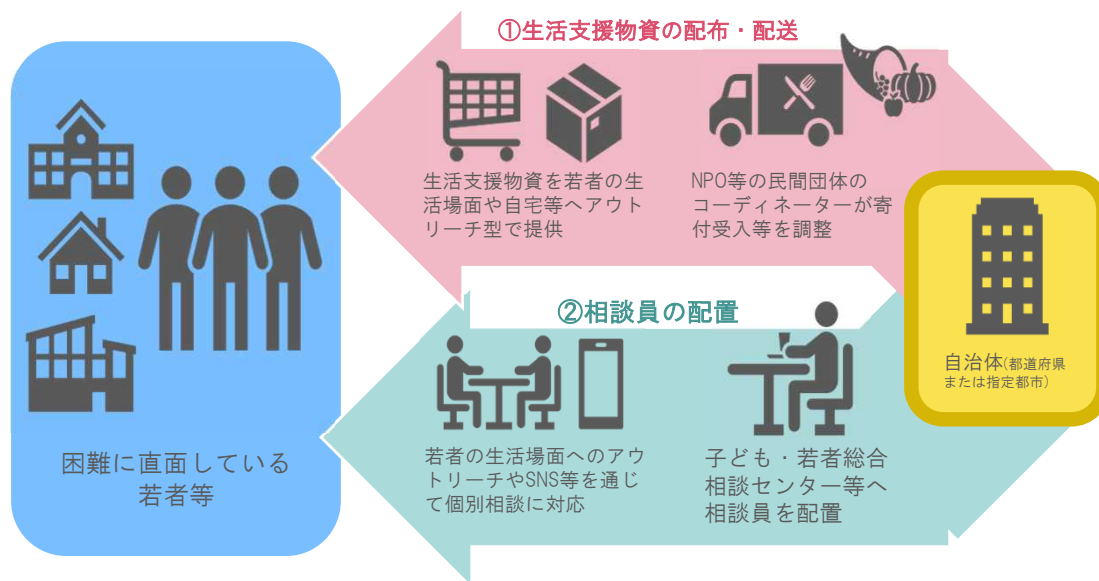 ①生活支援物資の配布・配送
生活支援物資を若者の生
活場面や自宅等へアウト
リーチ型で提供
NPO等の民間団体の
コーディネーターが寄
付受入等を調整
②相談員の配置
若者の生活場面へのアウ
トリーチやSNS等を通じ
て個別相談に対応
子ども・若者総合
相談センター等へ
相談員を配置
困難に直面している
若者等
自治体(都道府県
または指定都市)